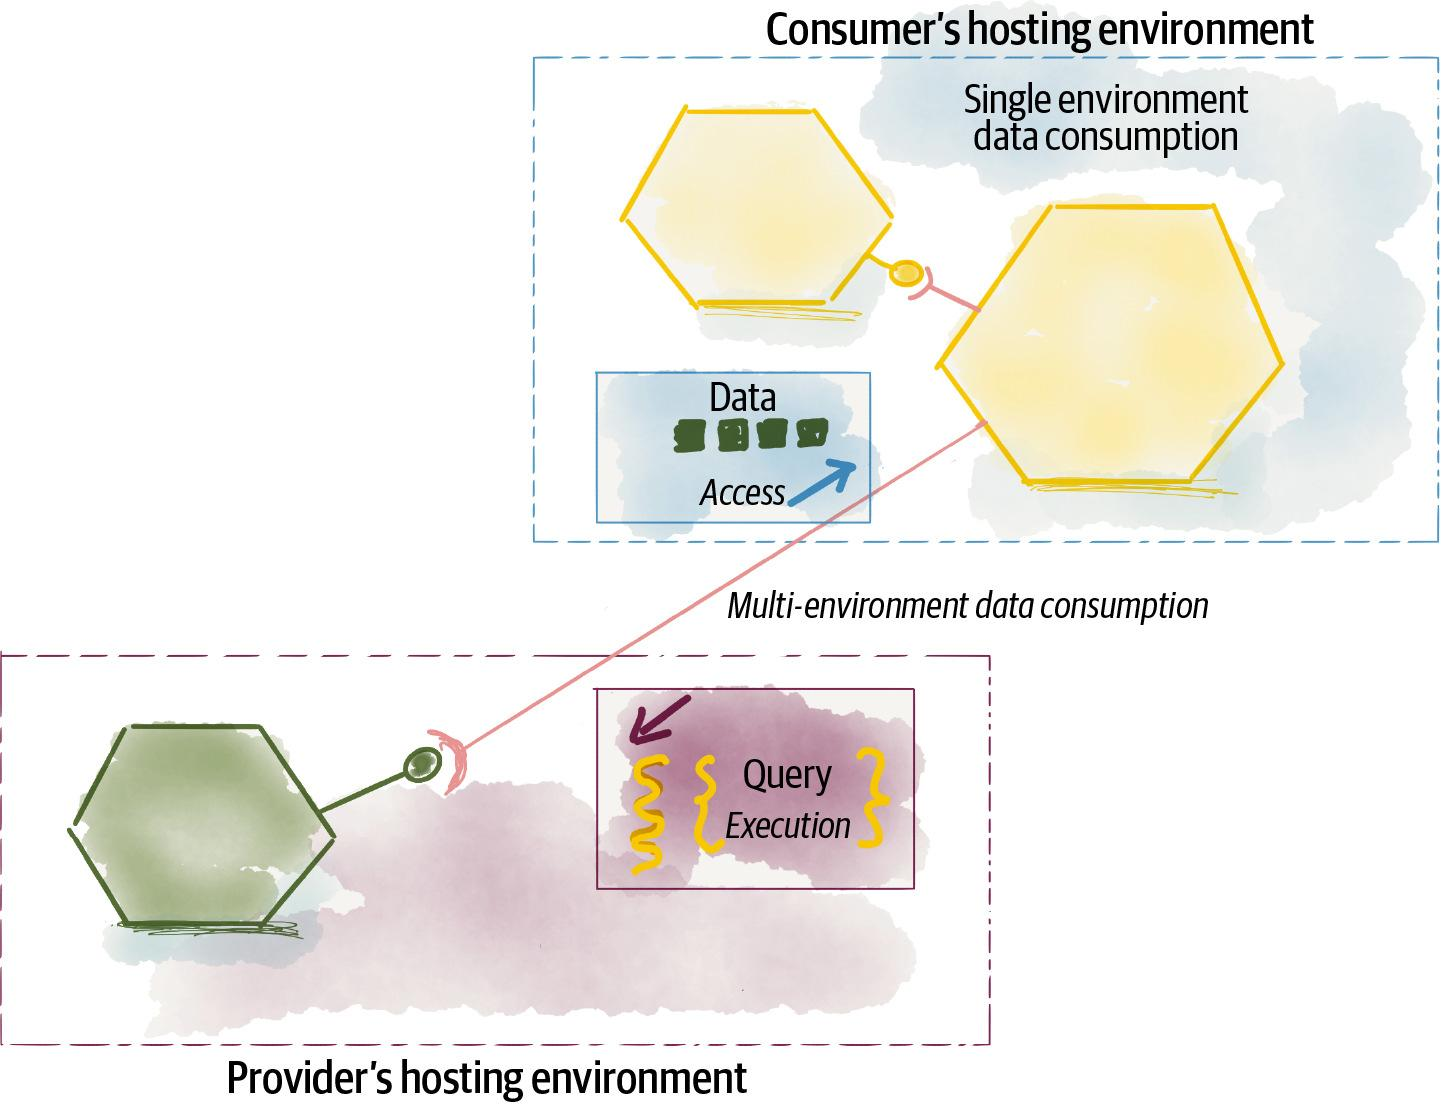 Consumer’s hosting environment
Single environment
data consumption
Data
Access
Multi-environment data consumption
Query
Execution
Provider’s hosting environment